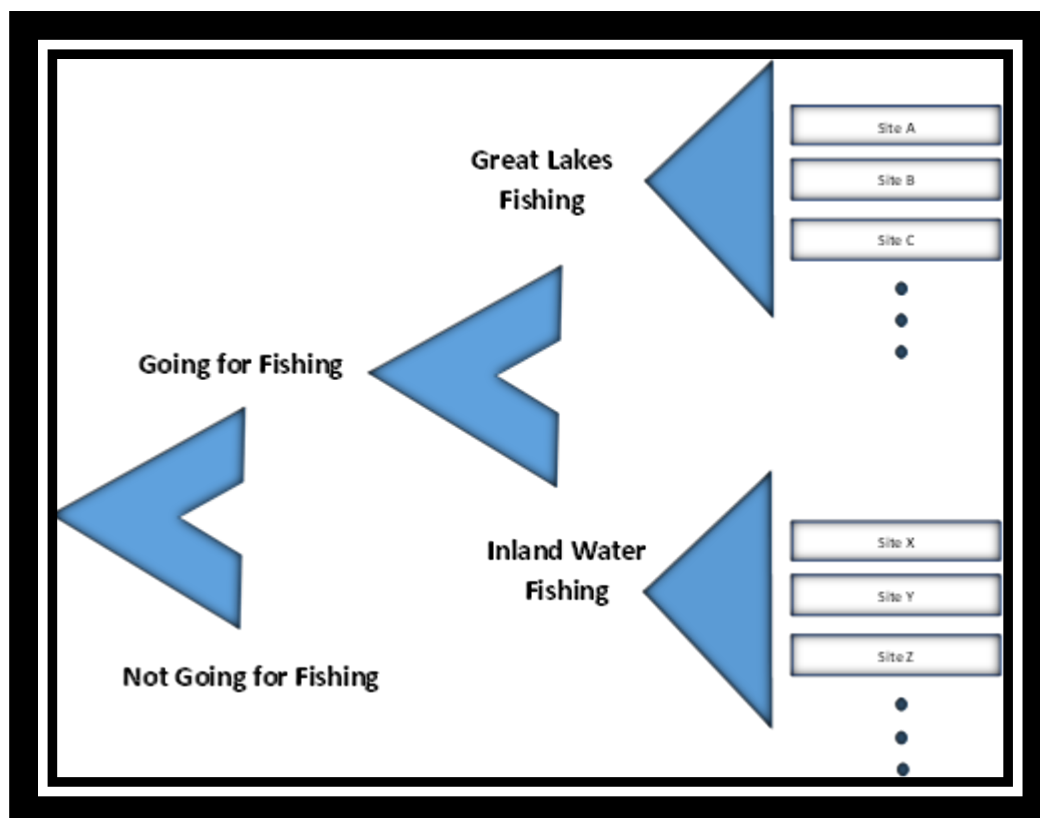 Great Lakes
Fishing
Site A
Site B
Site C
Going for Fishing
Not Going for Fishing
Inland Water
Fishing
Site X
Site Y
Site Z